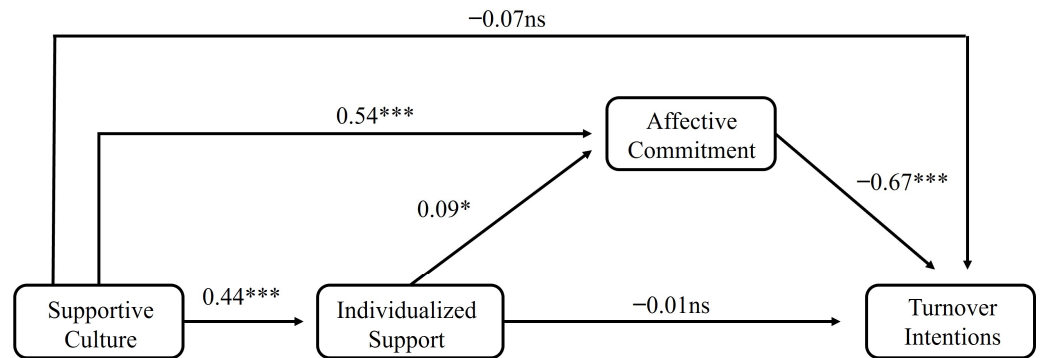 −0.07ns
0.54***
Affective
Commitment
−0.67***
0.09*
Supportive
Culture
0.44***
Individualized
Support
−0.01ns
Turnover
Intentions